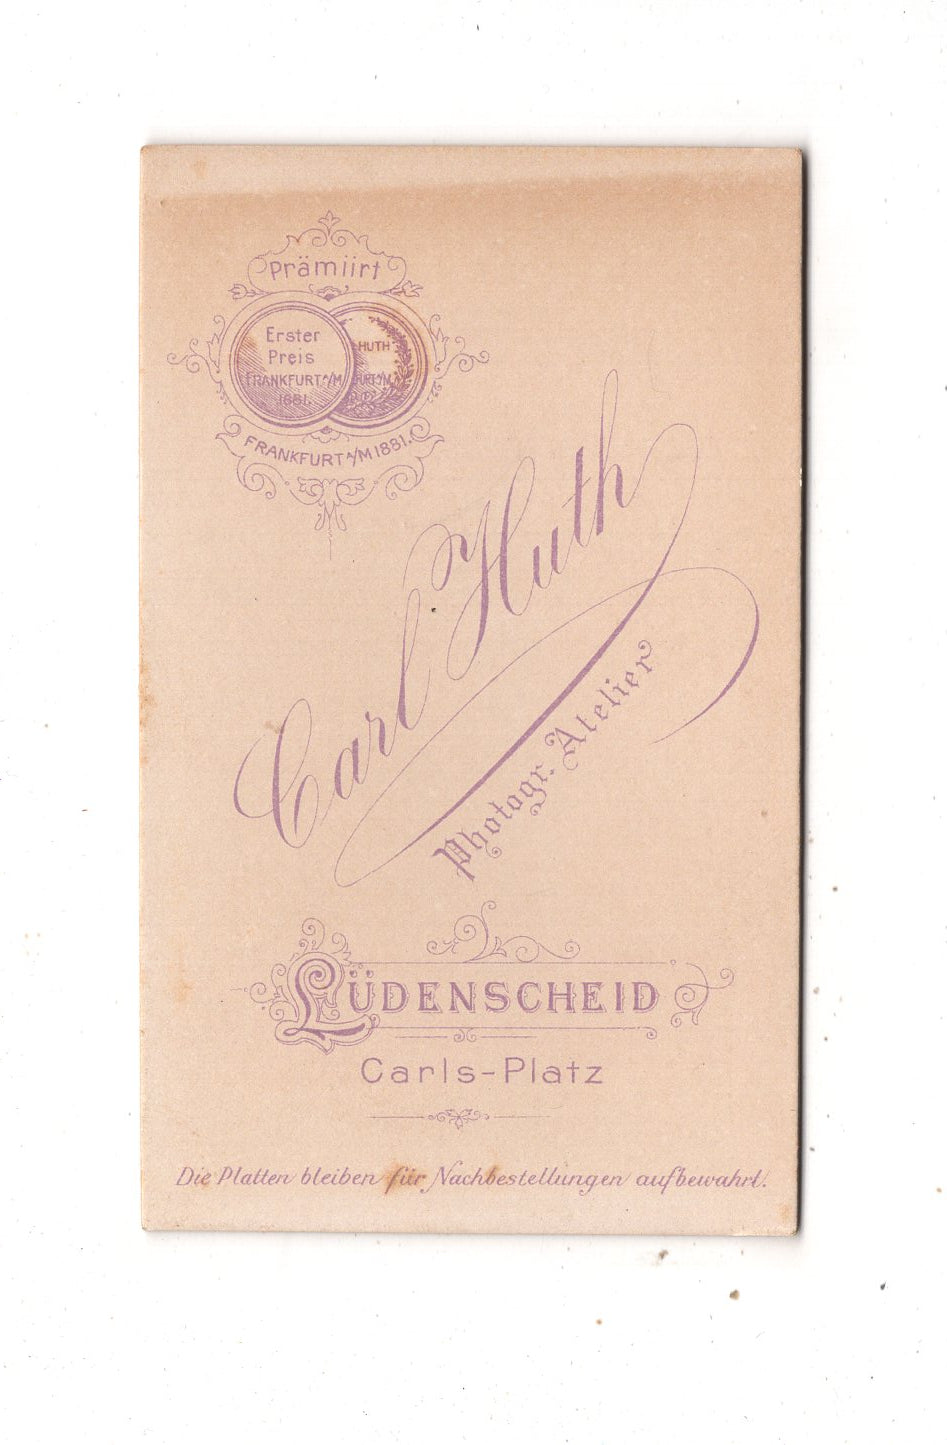 Prämiirt
Erster
Preis
FRANKFURT A/M
1881.
HUTH
FRANKFURT A/M 1881.
Carl Huth
Photogr. Atelier
LÜDENSCHEID
Carls-Platz
Die Platten bleiben für Nachbestellungen aufbewahrt.